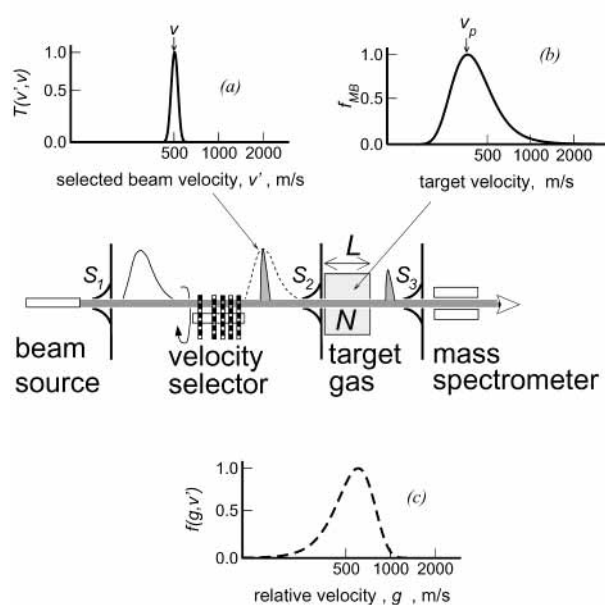 v
(a)
T(v',v)
1.0
0.5
0.0
500 1000 2000
selected beam velocity, v' , m/s
v_p
(b)
f_MB
1.0
0.5
0.0
500 1000 2000
target velocity, m/s
S_1
S_2
L
S_3
N
beam
source
velocity
selector
target
gas
mass
spectrometer
(c)
f(g,v')
1.0
0.5
0.0
500 1000 2000
relative velocity , g , m/s